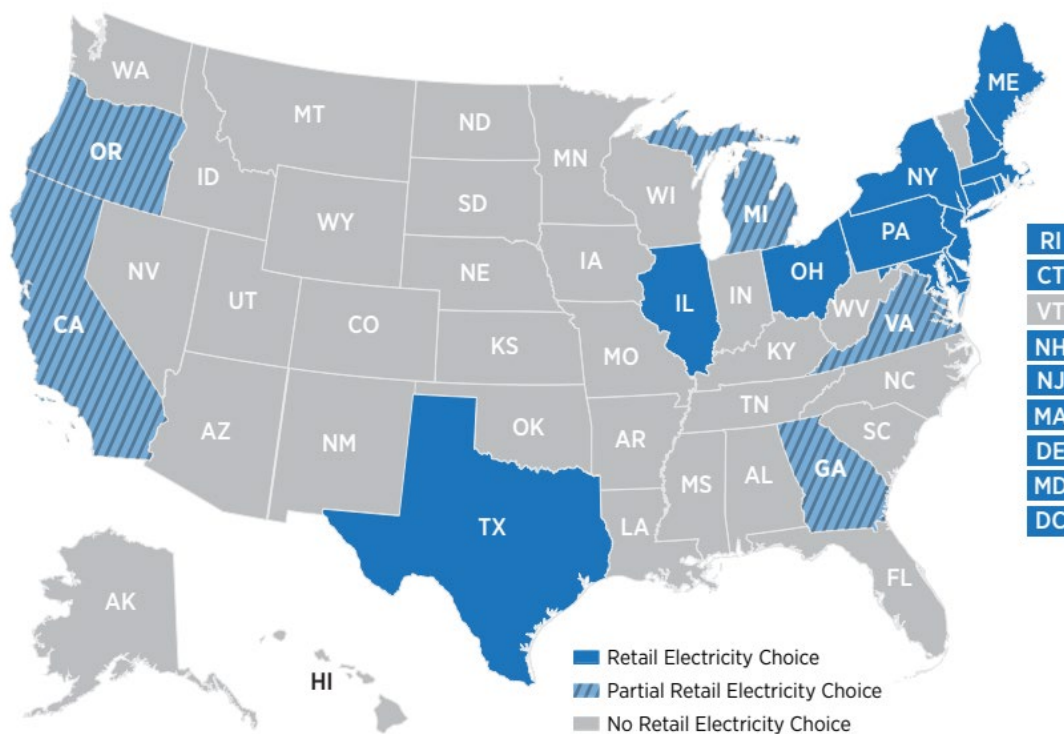 WA
MT
ND
MN
ME
OR
ID
SD
WI
MI
NY
WY
IA
PA
NV
NE
IL
IN
OH
RI
CT
VT
NH
NJ
MA
DE
MD
DC
CA
UT
CO
KS
MO
KY
WV
VA
AZ
NM
OK
AR
TN
NC
SC
TX
LA
MS
AL
GA
FL
AK
HI
Retail Electricity Choice
Partial Retail Electricity Choice
No Retail Electricity Choice